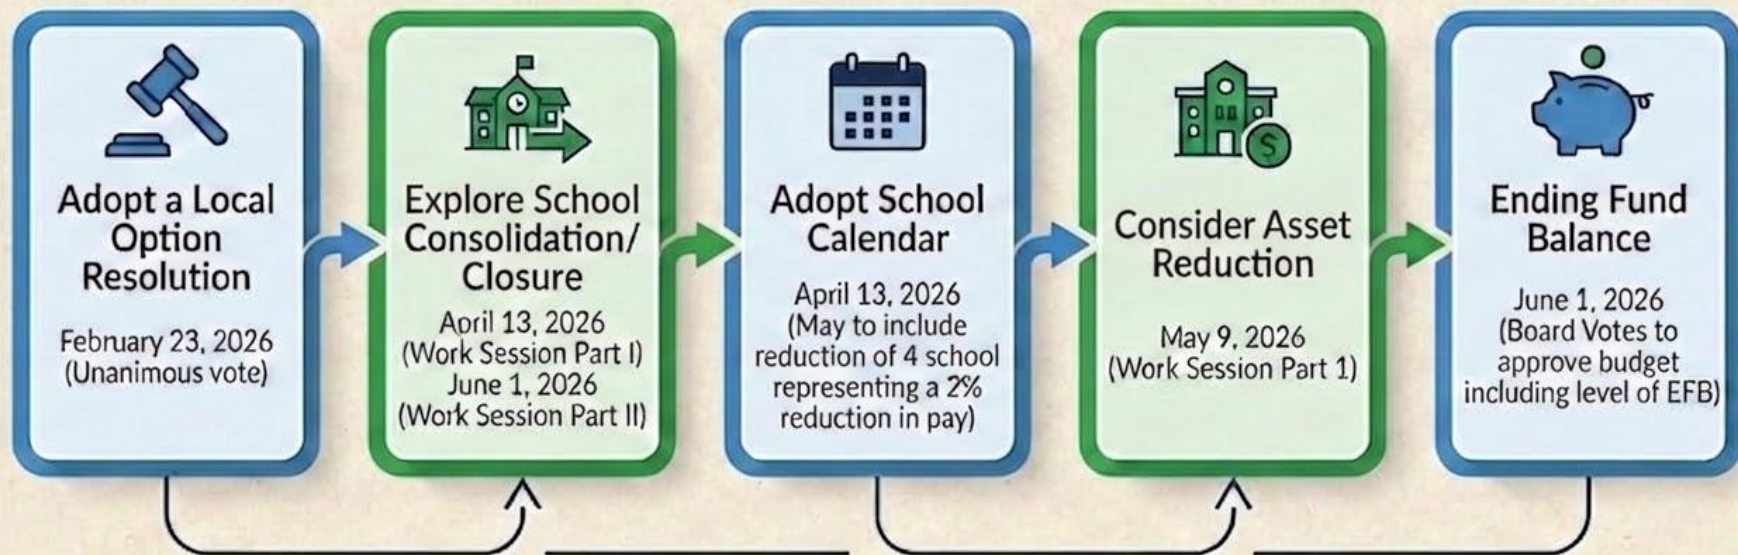 Adopt a Local
Option
Resolution
February 23, 2026
(Unanimous vote)
Explore School
Consolidation/
Closure
April 13, 2026
(Work Session Part I)
June 1, 2026
(Work Session Part II)
Adopt School
Calendar
April 13, 2026
(May to include
reduction of 4 school
representing a 2%
reduction in pay)
Consider Asset
Reduction
May 9, 2026
(Work Session Part 1)
Ending Fund
Balance
June 1, 2026
(Board Votes to
approve budget
including level of EFB)
$